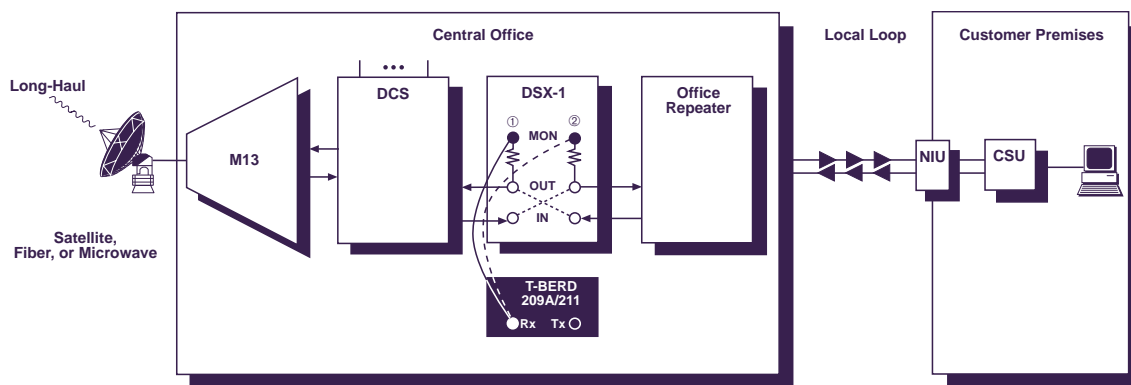 Central Office
Local Loop
Customer Premises
Long-Haul
•••
DCS
DSX-1
Office
Repeater
① ②
MON
M13
NIU
CSU
OUT
IN
Satellite,
Fiber, or Microwave
T-BERD
209A/211
Rx Tx